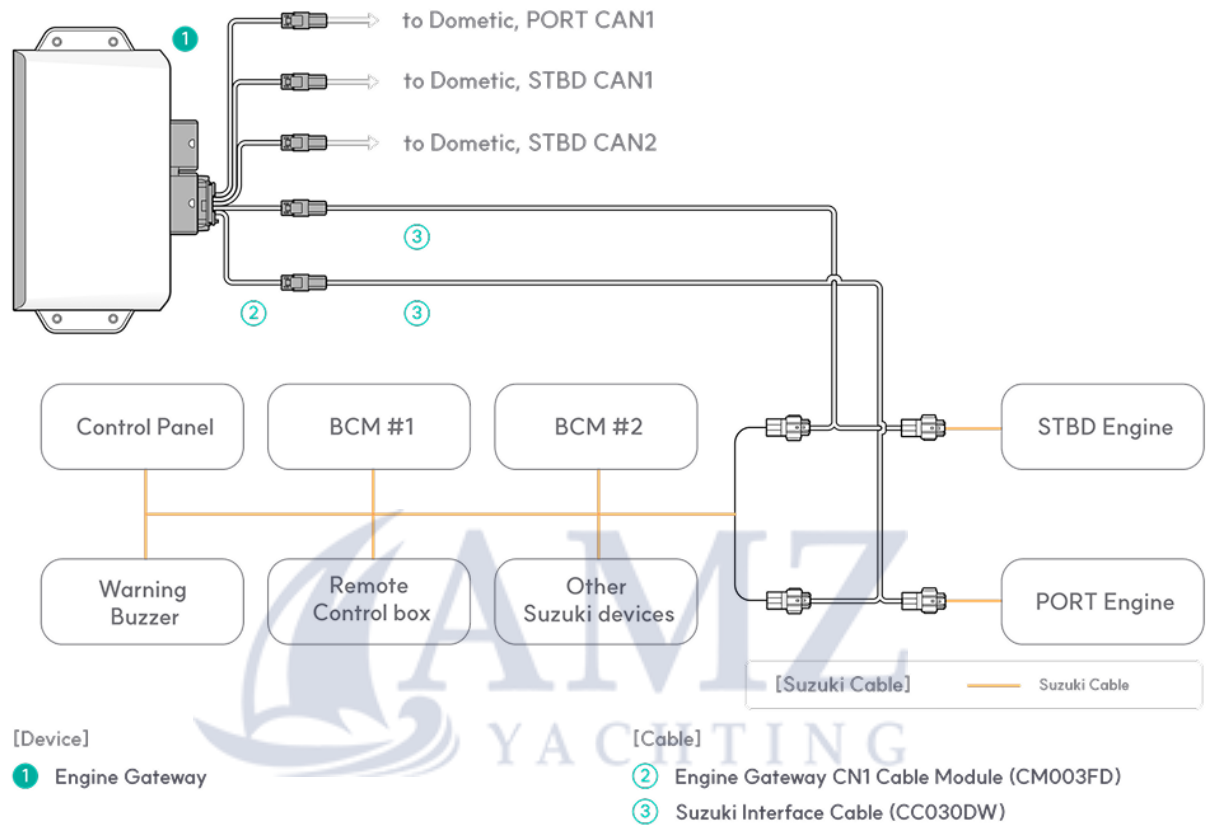 1
to Dometic, PORT CAN1
to Dometic, STBD CAN1
to Dometic, STBD CAN2
3
2
3
Control Panel
BCM #1
BCM #2
STBD Engine
Warning
Buzzer
Remote
Control box
Other
Suzuki devices
PORT Engine
AMZ
YACHTING
[Suzuki Cable]
Suzuki Cable
[Device]
1 Engine Gateway
[Cable]
2 Engine Gateway CN1 Cable Module (CM003FD)
3 Suzuki Interface Cable (CC030DW)